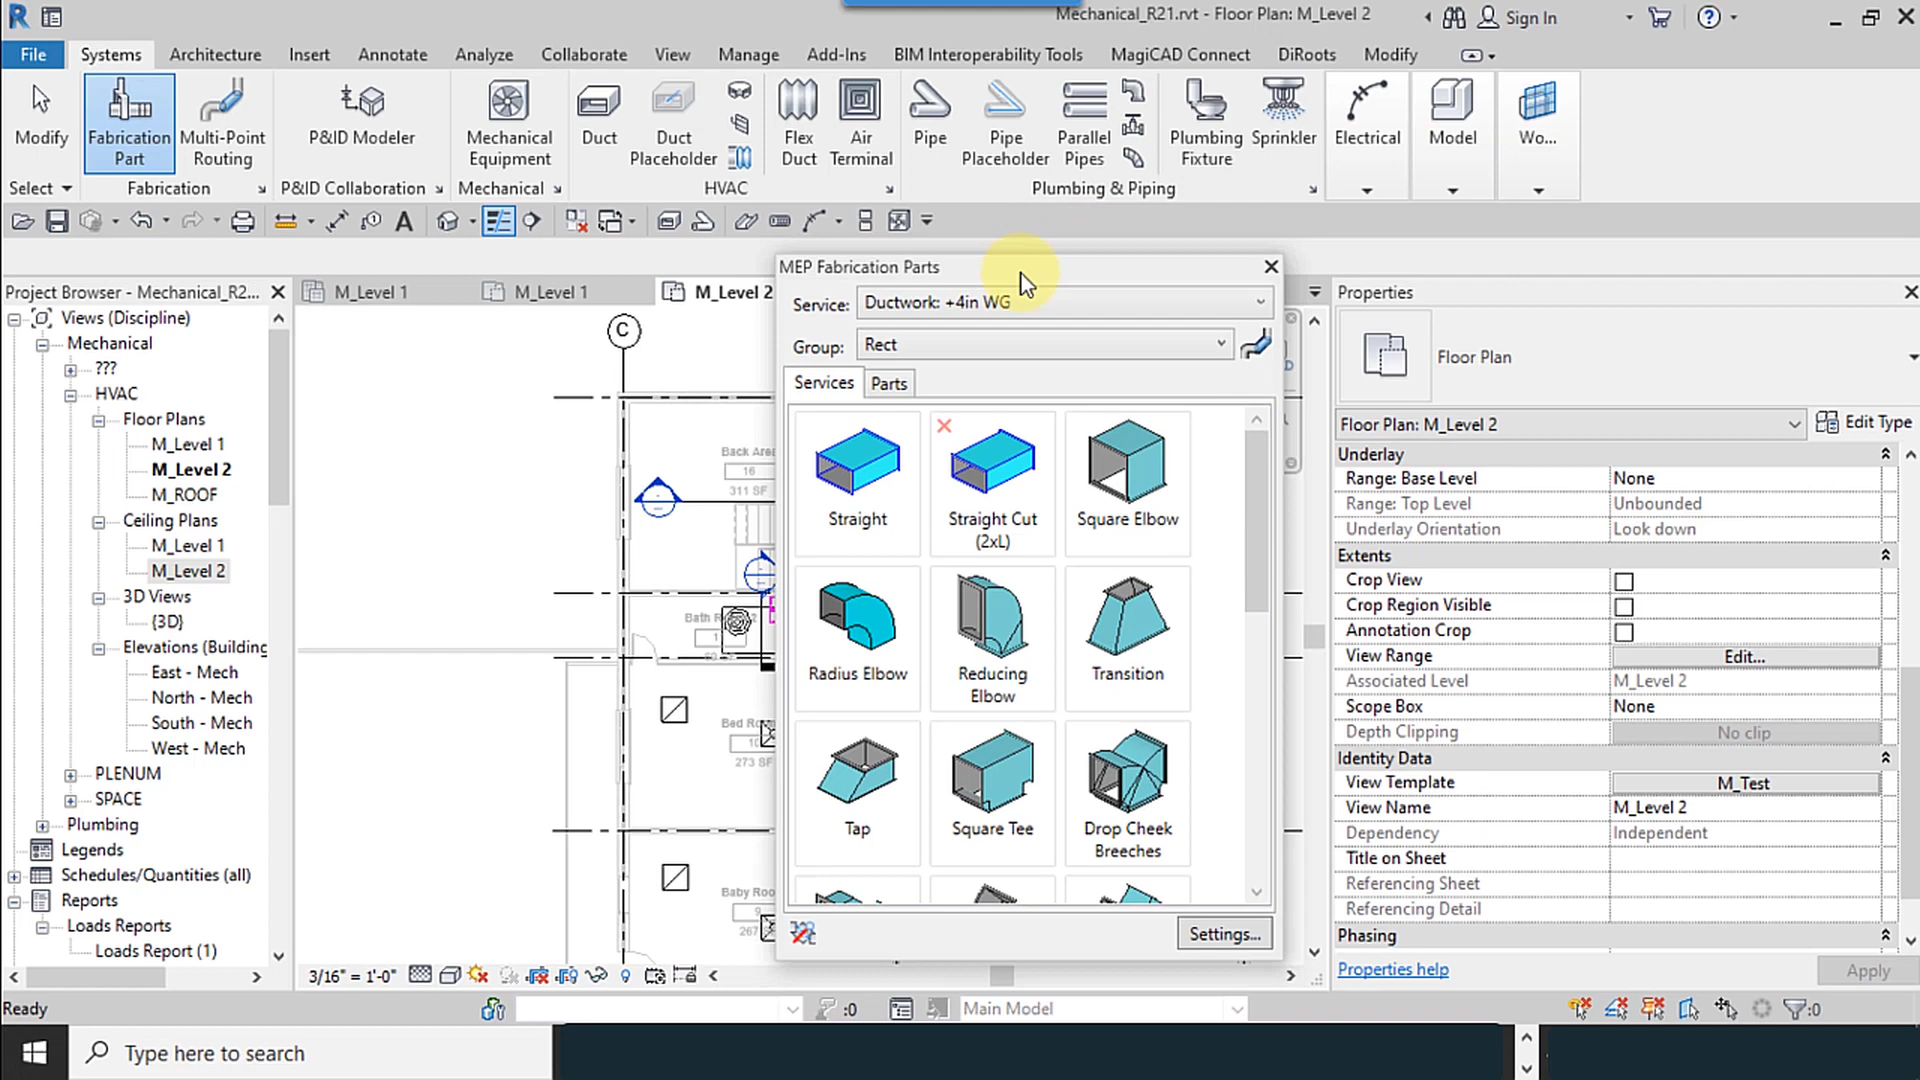 Mechanical_R21.rvt - Floor Plan: M_Level 2
Sign In
File
Systems
Architecture
Insert
Annotate
Analyze
Collaborate
View
Manage
Add-Ins
BIM Interoperability Tools
MagiCAD Connect
DiRoots
Modify
Modify
Fabrication
Part
Multi-Point
Routing
P&ID Modeler
Mechanical
Equipment
Duct
Duct
Placeholder
Flex
Duct
Air
Terminal
Pipe
Pipe
Placeholder
Parallel
Pipes
Plumbing
Fixture
Sprinkler
Electrical
Model
Wo...
Select
Fabrication
P&ID Collaboration
Mechanical
HVAC
Plumbing & Piping
Project Browser - Mechanical_R2...
Views (Discipline)
Mechanical
???
HVAC
Floor Plans
M_Level 1
M_Level 2
M_ROOF
Ceiling Plans
M_Level 1
M_Level 2
3D Views
{3D}
Elevations (Building
East - Mech
North - Mech
South - Mech
West - Mech
PLENUM
SPACE
Plumbing
Legends
Schedules/Quantities (all)
Reports
Loads Reports
Loads Report (1)
M_Level 1
M_Level 1
M_Level 2
C
Back Area
16
311 SF
Bath R
Bed Ro
10
273 SF
Baby Roo
9
267
3/16" = 1'-0"
MEP Fabrication Parts
Service:
Ductwork: +4in WG
Group:
Rect
Services
Parts
Straight
Straight Cut
(2xL)
Square Elbow
Radius Elbow
Reducing
Elbow
Transition
Tap
Square Tee
Drop Cheek
Breeches
Settings...
Properties
Floor Plan
Floor Plan: M_Level 2
Edit Type
Underlay
Range: Base Level
None
Range: Top Level
Unbounded
Underlay Orientation
Look down
Extents
Crop View
Crop Region Visible
Annotation Crop
View Range
Edit...
Associated Level
M_Level 2
Scope Box
None
Depth Clipping
No clip
Identity Data
View Template
M_Test
View Name
M_Level 2
Dependency
Independent
Title on Sheet
Referencing Sheet
Referencing Detail
Phasing
Properties help
Apply
Ready
:0
Main Model
:0
Type here to search